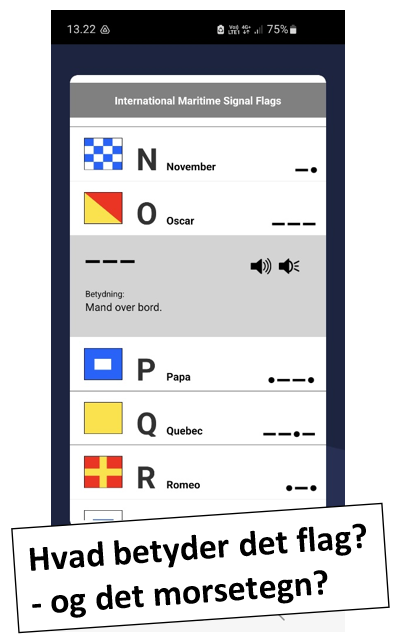 13.22 Vo) 4G+ LTE1 75%
International Maritime Signal Flags
N November
O Oscar
Betydning:
Mand over bord.
P Papa
Q Quebec
R Romeo
Hvad betyder det flag?
- og det morsetegn?